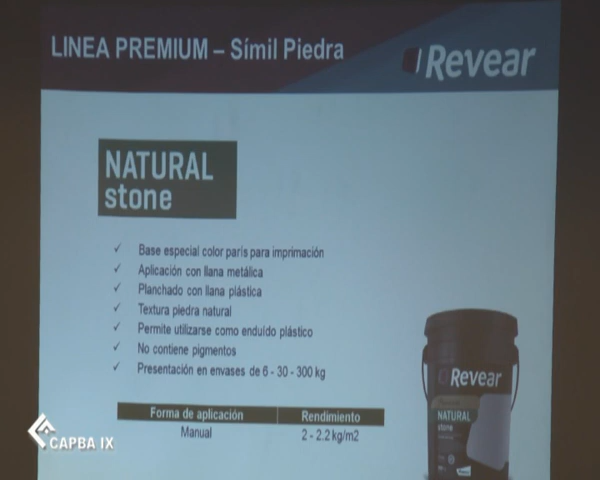 LINEA PREMIUM – Símil Piedra
Revear
NATURAL
stone
✓ Base especial color parís para imprimación
✓ Aplicación con llana metálica
✓ Planchado con llana plástica
✓ Textura piedra natural
✓ Permite utilizarse como enduído plástico
✓ No contiene pigmentos
✓ Presentación en envases de 6 - 30 - 300 kg
Forma de aplicación Rendimiento
Manual 2 - 2.2 kg/m2
Revear
NATURAL
stone
CAPBA IX